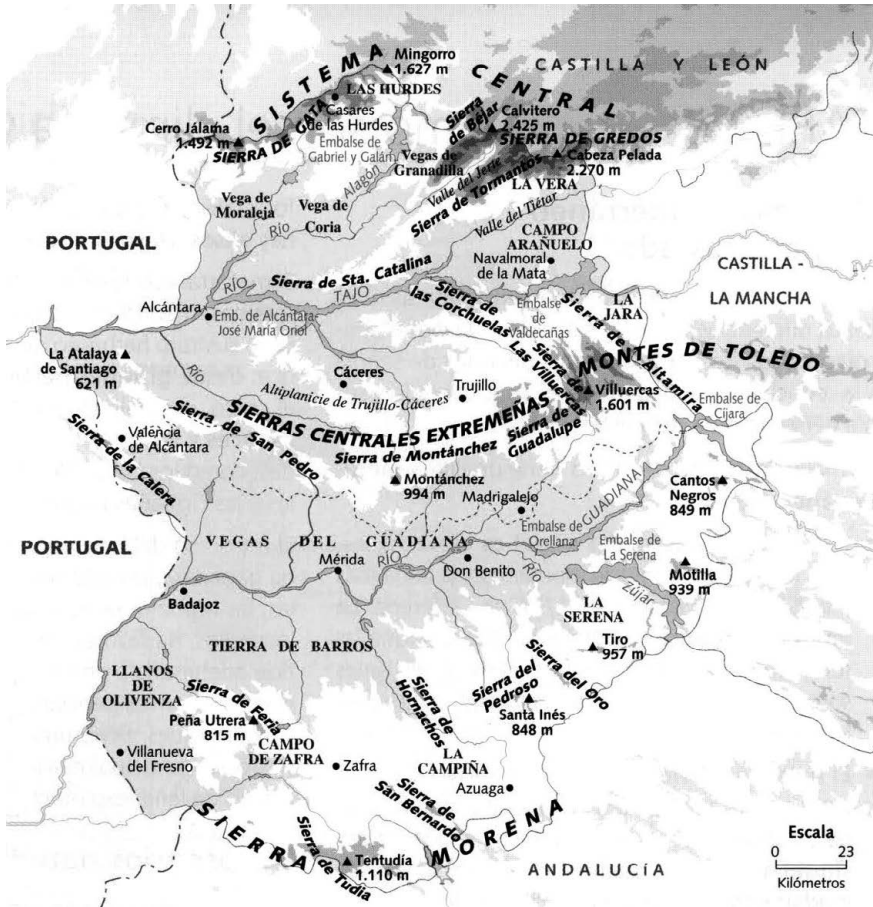 SISTEMA
CENTRAL
CASTILLA Y LEÓN
Mingorro
1.627 m
LAS HURDES
Casares
de las Hurdes
Cerro Jálama
1.492 m
SIERRA DE GATA
Embalse de
Gabriel y Galán
Sierra
de Béjar
Calvitero
2.425 m
SIERRA DE GREDOS
Cabeza Pelada
2.270 m
Vegas de
Granadilla
Alagón
Valle del Jerte
Sierra de Tormantos
LA VERA
Valle del Tiétar
Vega de
Moraleja
Vega de
Coria
Río
PORTUGAL
CAMPO
ARAÑUELO
Navalmoral
de la Mata
CASTILLA -
LA MANCHA
Sierra de Sta. Catalina
RÍO
TAJO
Alcántara
Emb. de Alcántara-
José María Oriol
Sierra de
las Corchuelas
Embalse
de
Valdecañas
LA
JARA
Sierra de Altamira
MONTES DE TOLEDO
La Atalaya
de Santiago
621 m
Río
Cáceres
Altiplanicie de Trujillo-Cáceres
Trujillo
Sierra de
Las Villuercas
Villuercas
1.601 m
Embalse de
Cijara
SIERRAS CENTRALES EXTREMEÑAS
Sierra de
Guadalupe
Sierra de San Pedro
Sierra de Montánchez
Valencia
de Alcántara
Sierra de la Calera
Montánchez
994 m
Madrigalejo
Cantos
Negros
849 m
GUADIANA
Embalse de
Orellana
PORTUGAL
VEGAS DEL GUADIANA
RÍO
Embalse de
La Serena
Mérida
Don Benito
Río
Zújar
Motilla
939 m
Badajoz
LA
SERENA
TIERRA DE BARROS
Tiro
957 m
LLANOS
DE
OLIVENZA
Sierra de Feria
Sierra de
Hornachos
Sierra del
Pedroso
Sierra del Oro
Peña Utrera
815 m
Santa Inés
848 m
CAMPO
DE ZAFRA
Villanueva
del Fresno
Zafra
LA
CAMPIÑA
Azuaga
Sierra de
San Bernardo
SIERRA
MORENA
Sierra de Tudia
Tentudía
1.110 m
ANDALUCÍA
Escala
0 23
Kilómetros